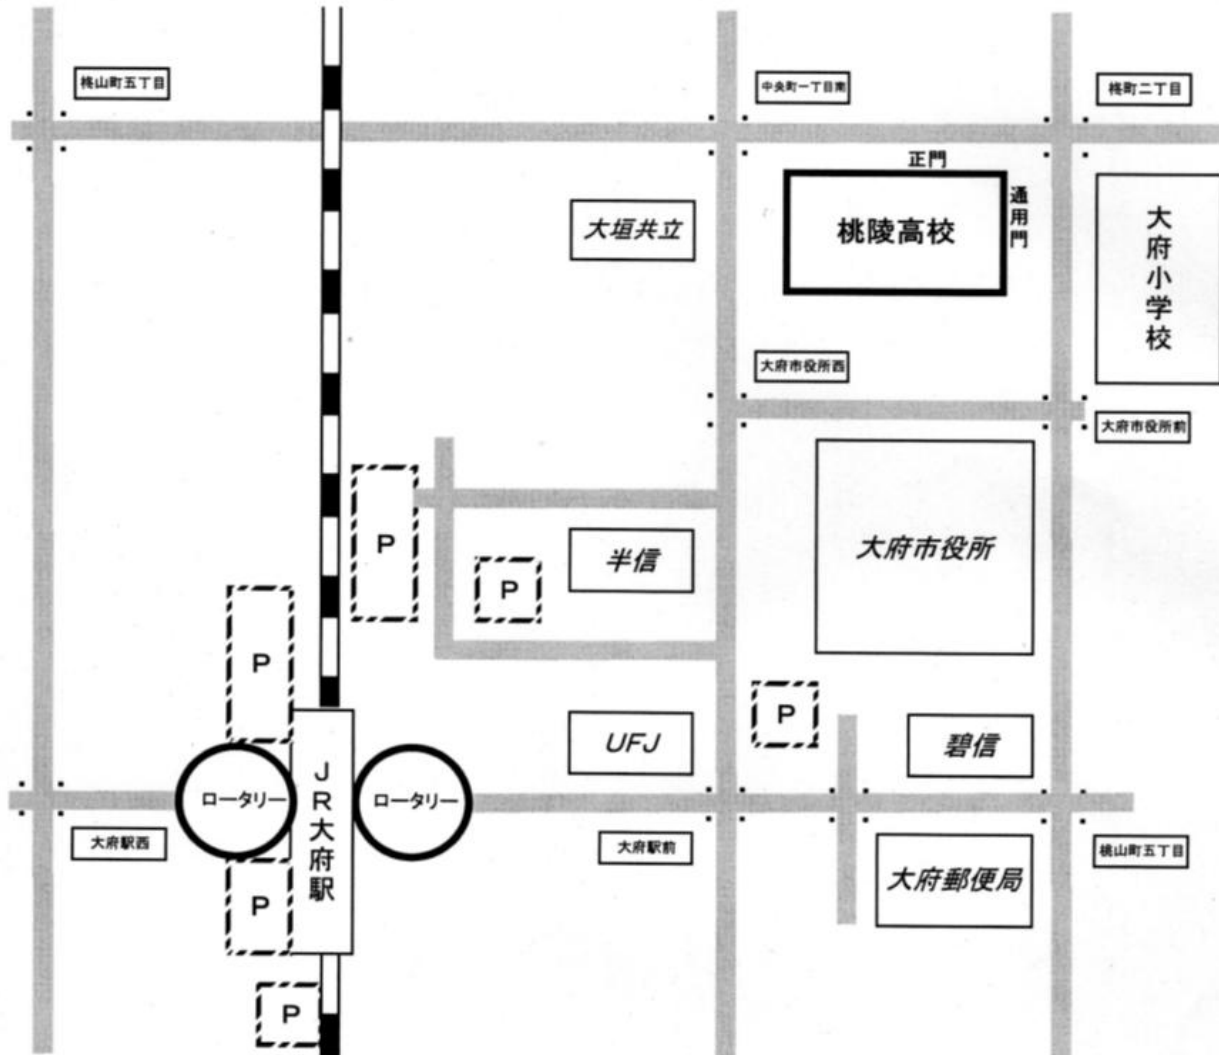 柊山町五丁目
中央町一丁目南
柊町二丁目
正門
通用門
桃陵高校
大府小学校
大垣共立
大府市役所西
大府市役所前
P
半信
P
大府市役所
P
P
UFJ
碧信
ロータリー
JR大府駅
ロータリー
大府駅西
大府駅前
桃山町五丁目
大府郵便局
P
P